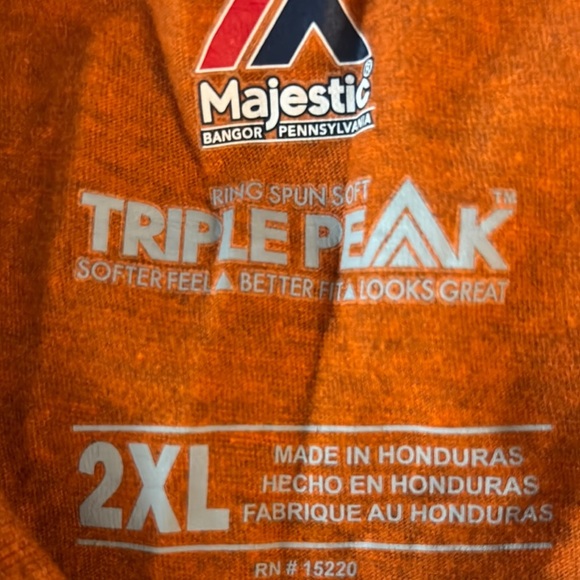 Majestic®
BANGOR PENNSYLVANIA
RING SPUN SOFT
TRIPLE PEAK™
SOFTER FEEL▲BETTER FIT▲LOOKS GREAT
2XL
MADE IN HONDURAS
HECHO EN HONDURAS
FABRIQUE AU HONDURAS
RN # 15220